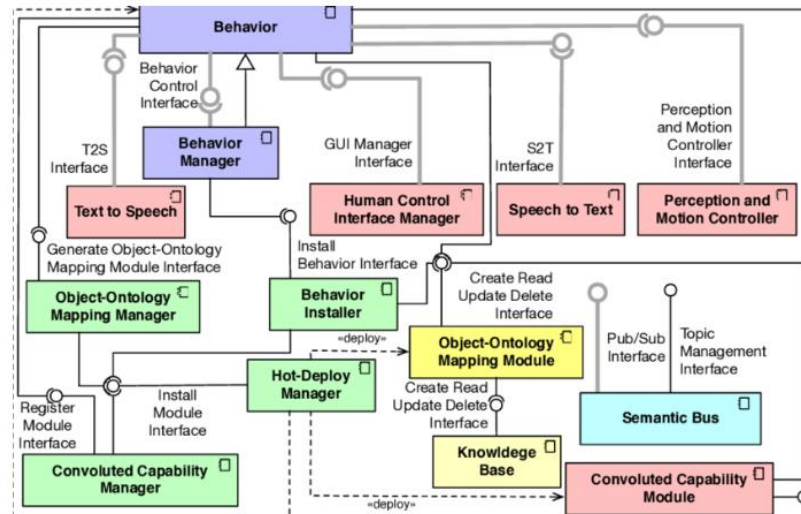 Behavior
Behavior
Control
Interface
T2S
Interface
GUI Manager
Interface
S2T
Interface
Perception
and Motion
Controller
Interface
Behavior
Manager
Text to Speech
Human Control
Interface Manager
Speech to Text
Perception and
Motion Controller
Generate Object-Ontology
Mapping Module Interface
Install
Behavior Interface
Object-Ontology
Mapping Manager
Behavior
Installer
Create Read
Update Delete
Interface
«deploy»
Object-Ontology
Mapping Module
Pub/Sub
Interface
Topic
Management
Interface
Hot-Deploy
Manager
Create Read
Update Delete
Interface
Register
Module
Interface
Install
Module
Interface
Semantic Bus
Knowldege
Base
Convoluted Capability
Manager
Convoluted Capability
Module
«deploy»